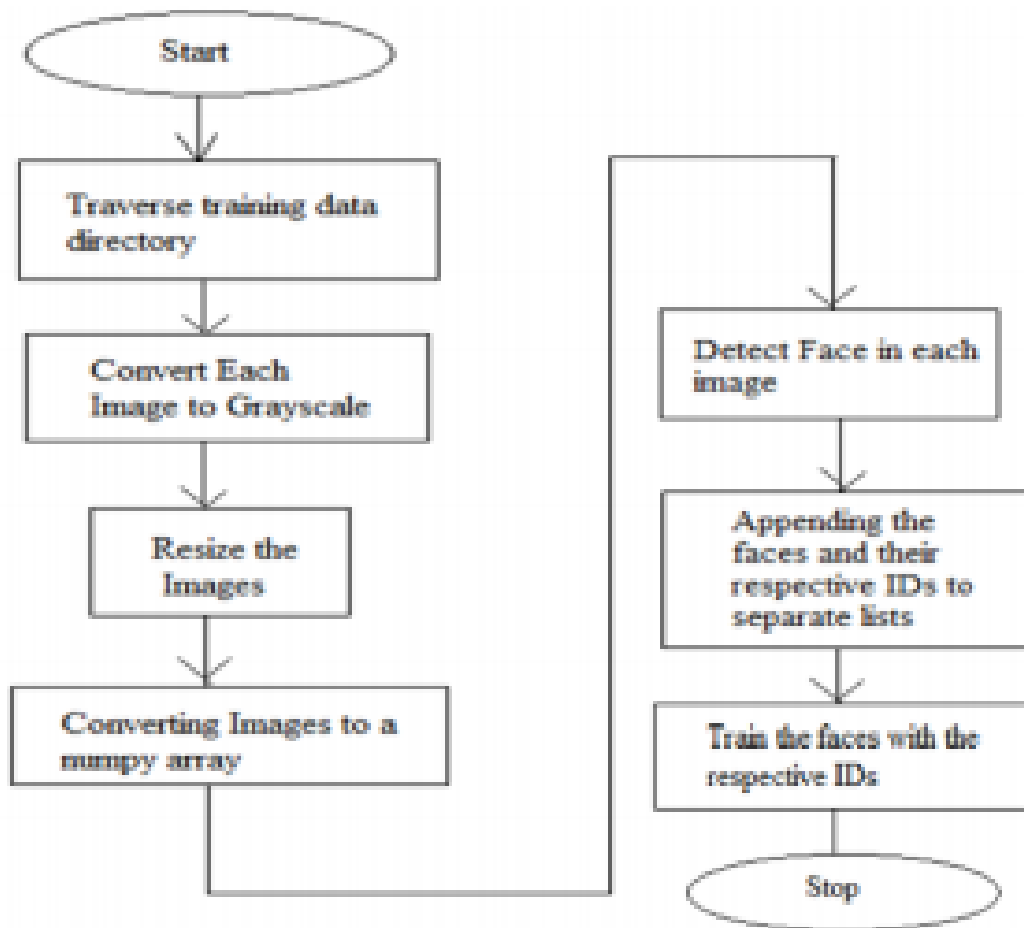 Start
Traverse training data
directory
Convert Each
Image to Grayscale
Resize the
Images
Converting Images to a
numpy array
Detect Face in each
image
Appending the
faces and their
respective IDs to
separate lists
Train the faces with the
respective IDs
Stop